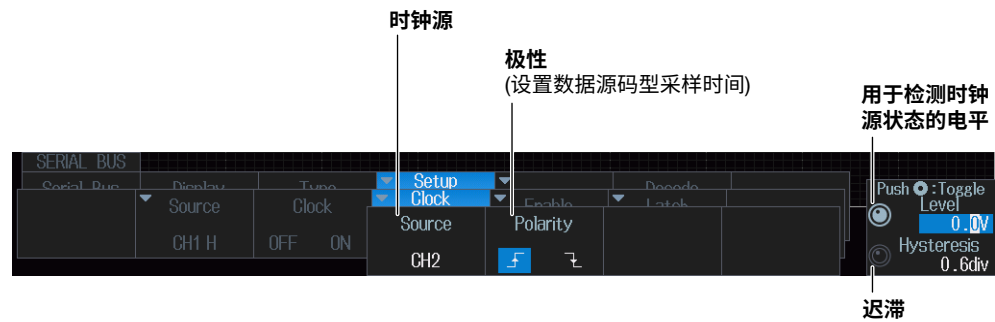 时钟源
极性
(设置数据源码型采样时间)
用于检测时钟
源状态的电平
SERIAL BUS
Serial Bus Display Type Setup Decode
Source Clock Clock Enable Latch
Source Polarity
CH1 H OFF ON CH2
Push :Toggle
Level
0.0V
Hysteresis
0.6div
迟滞